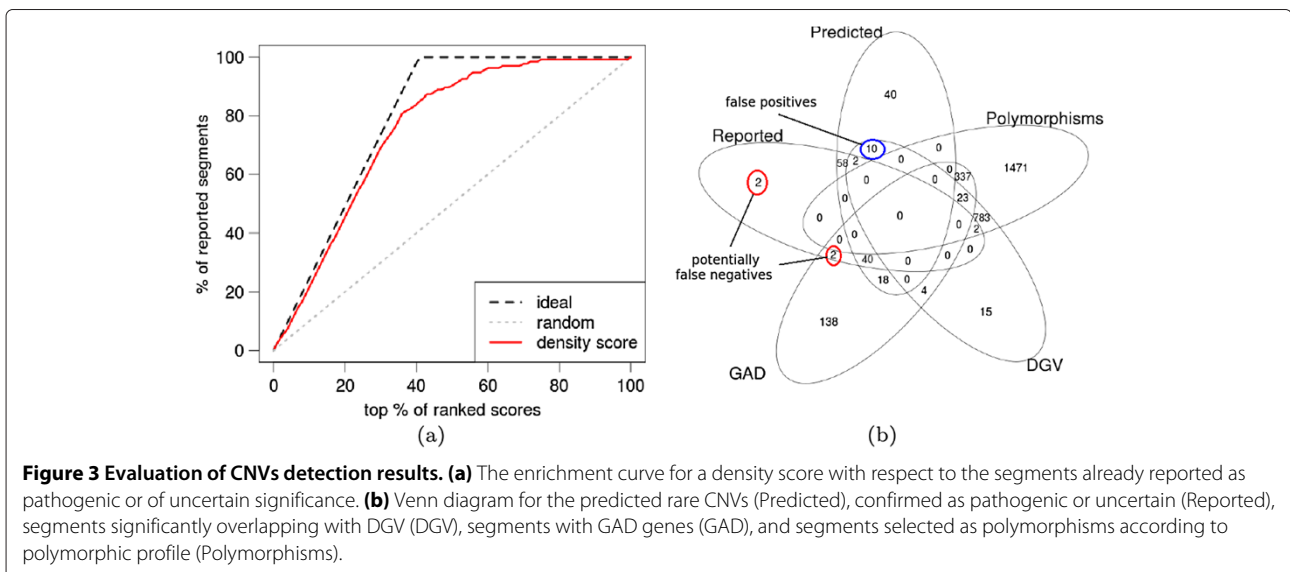 % of reported segments
100
80
60
40
20
0
ideal
random
density score
0 20 40 60 80 100
top % of ranked scores
(a)
Predicted
false positives
40
Polymorphisms
Reported
10
0
0
1471
58
2
0
337
2
0
0
23
0
783
0
0
0
0
2
0
0
0
potentially
false negatives
2
40
0
0
18
0
4
138
15
GAD
DGV
(b)
Figure 3 Evaluation of CNVs detection results. (a) The enrichment curve for a density score with respect to the segments already reported as
pathogenic or of uncertain significance. (b) Venn diagram for the predicted rare CNVs (Predicted), confirmed as pathogenic or uncertain (Reported),
segments significantly overlapping with DGV (DGV), segments with GAD genes (GAD), and segments selected as polymorphisms according to
polymorphic profile (Polymorphisms).